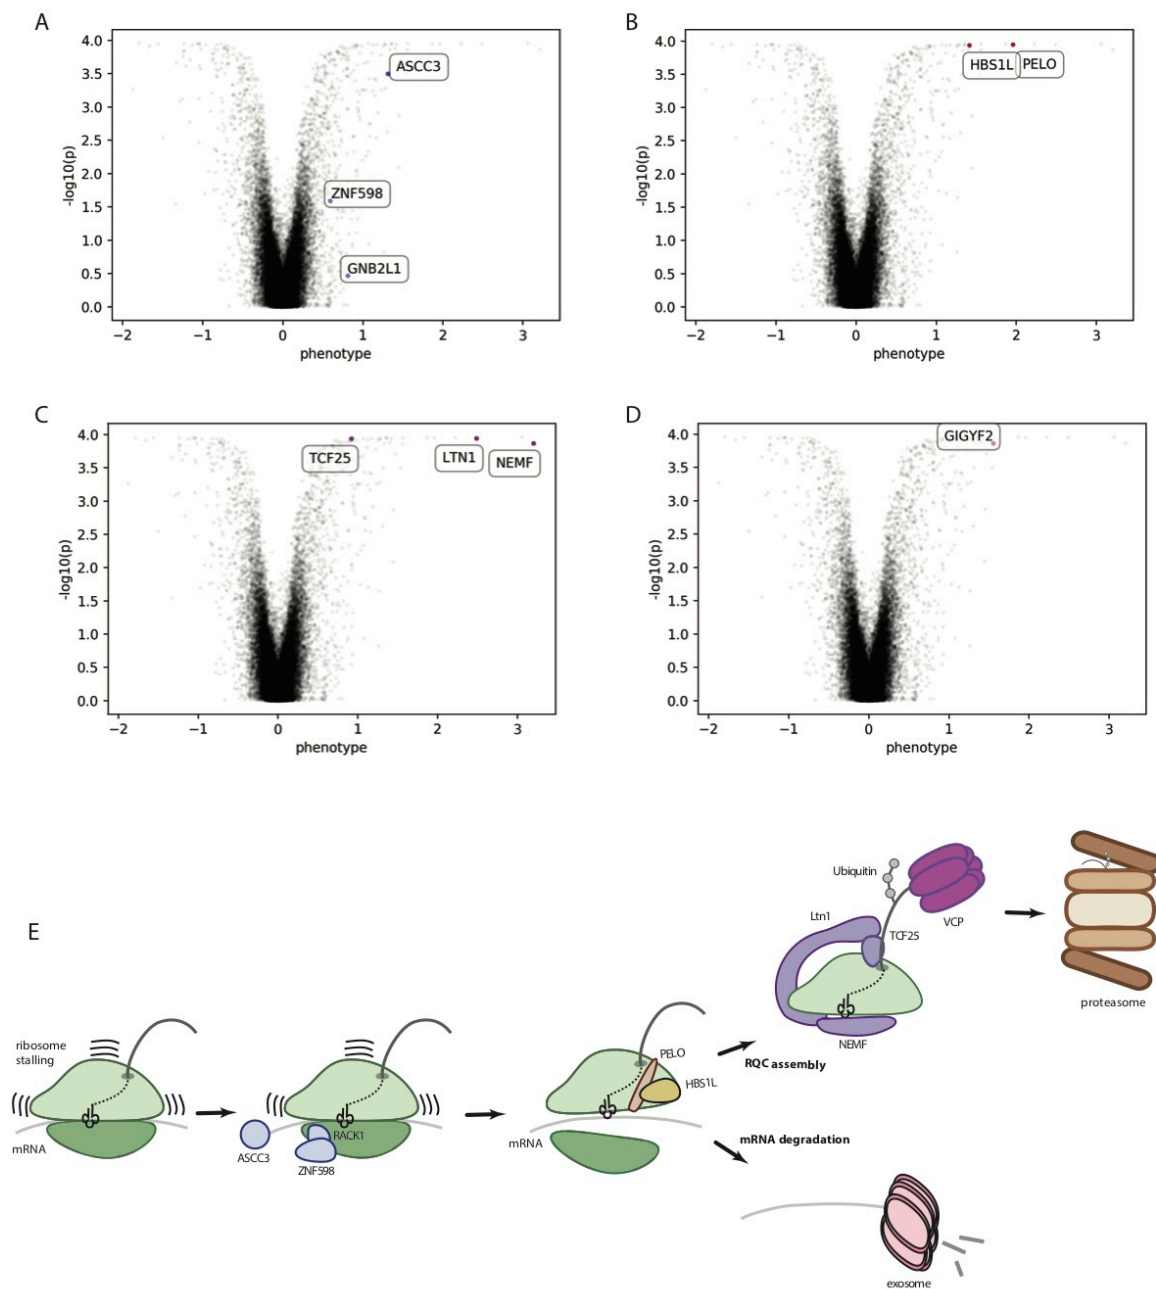 A
4.0
3.5
3.0
2.5
2.0
1.5
1.0
0.5
0.0
-log10(p)
ASCC3
ZNF598
GNB2L1
−2 −1 0 1 2 3
phenotype
B
4.0
3.5
3.0
2.5
2.0
1.5
1.0
0.5
0.0
-log10(p)
HBS1L PELO
−2 −1 0 1 2 3
phenotype
C
4.0
3.5
3.0
2.5
2.0
1.5
1.0
0.5
0.0
-log10(p)
TCF25 LTN1 NEMF
−2 −1 0 1 2 3
phenotype
D
4.0
3.5
3.0
2.5
2.0
1.5
1.0
0.5
0.0
-log10(p)
GIGYF2
−2 −1 0 1 2 3
phenotype
E
ribosome
stalling
mRNA
ASCC3
RACK1
ZNF598
mRNA
PELO
HBS1L
RQC assembly
mRNA degradation
Ubiquitin
Ltn1
TCF25
VCP
NEMF
proteasome
exosome